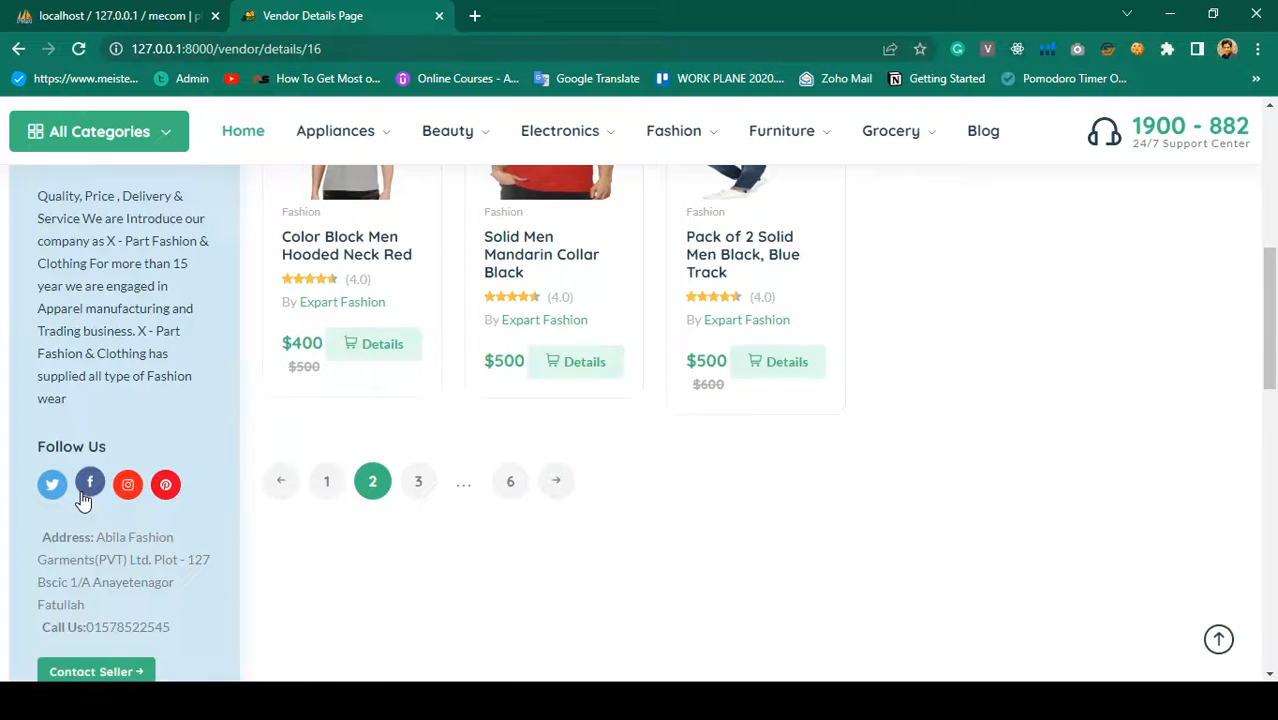 localhost / 127.0.0.1 / mecom | p
Vendor Details Page
127.0.0.1:8000/vendor/details/16
https://www.meiste...
Admin
How To Get Most o...
Online Courses - A...
Google Translate
WORK PLANE 2020....
Zoho Mail
Getting Started
Pomodoro Timer O...
»
All Categories
Home
Appliances
Beauty
Electronics
Fashion
Furniture
Grocery
Blog
1900 - 882
24/7 Support Center
Quality, Price , Delivery &
Service We are Introduce our
company as X - Part Fashion &
Clothing For more than 15
year we are engaged in
Apparel manufacturing and
Trading business. X - Part
Fashion & Clothing has
supplied all type of Fashion
wear
Follow Us
Address: Abila Fashion
Garments(PVT) Ltd. Plot - 127
Bscic 1/A Anayetenagor
Fatullah
Call Us:01578522545
Contact Seller →
Fashion
Color Block Men
Hooded Neck Red
(4.0)
By Expart Fashion
$400
$500
Details
Fashion
Solid Men
Mandarin Collar
Black
(4.0)
By Expart Fashion
$500
Details
Fashion
Pack of 2 Solid
Men Black, Blue
Track
(4.0)
By Expart Fashion
$500
$600
Details
← 1 2 3 ... 6 →